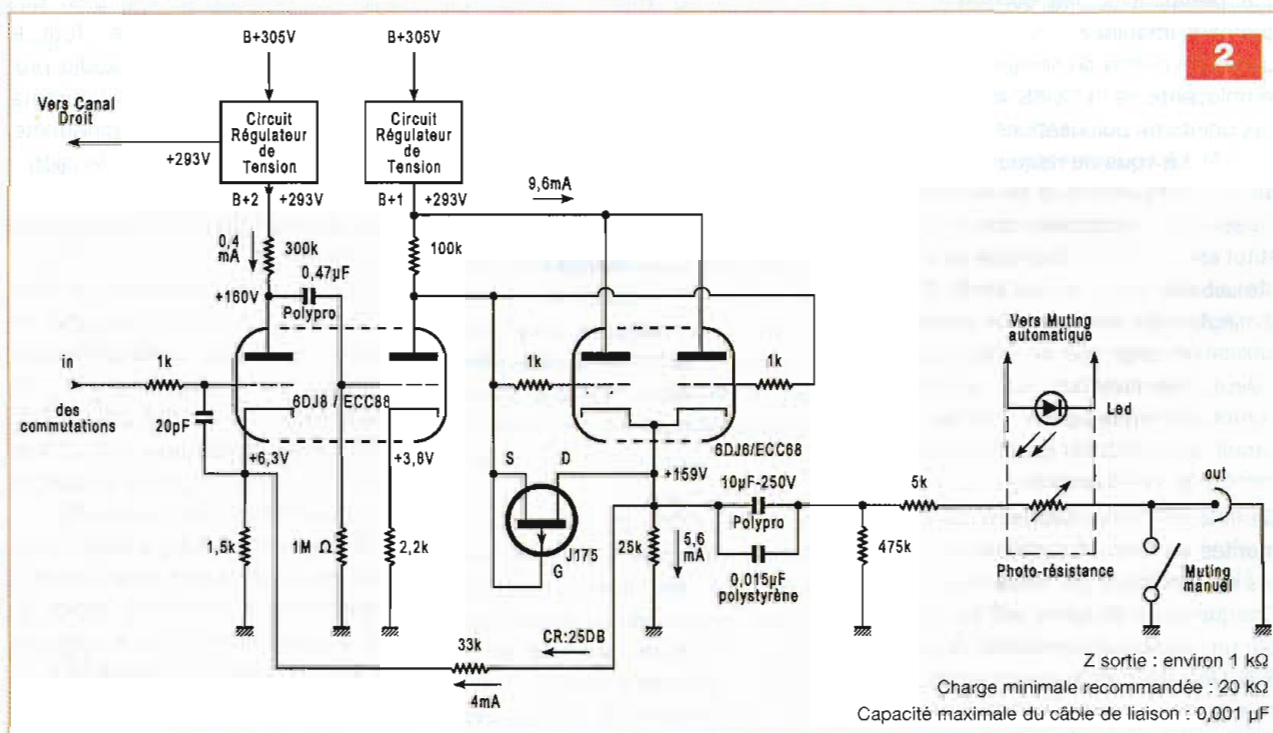 2
B+305V
B+305V
Vers Canal
Droit
+293V
Circuit
Régulateur
de
Tension
Circuit
Régulateur
de
Tension
B+2 +293V
B+1 +293V
9,6mA
0,4
mA
300k
0,47µF
Polypro
100k
+160V
in
1k
des
commutations
20pF
6DJ8 / ECC88
+6,3V
+3,6V
1,5k
1M Ω
2,2k
1k
1k
6DJ6/ECC68
S
D
J175
G
+159V
25k
5,6
mA
10µF-250V
Polypro
0,015µF
polystyrène
475k
5k
Vers Muting
automatique
Led
Photo-résistance
out
Muting
manuel
CR:25DB
33k
4mA
Z sortie : environ 1 kΩ
Charge minimale recommandée : 20 kΩ
Capacité maximale du câble de liaison : 0,001 µF